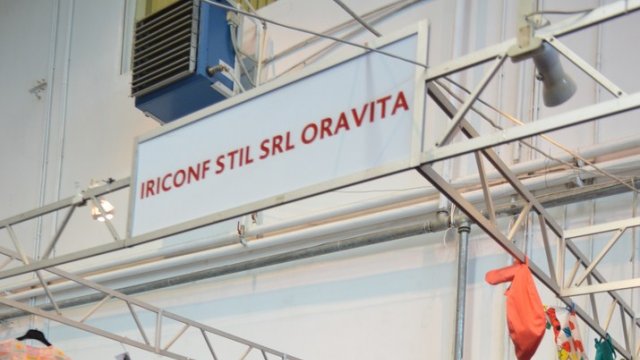 IRICONF STIL SRL ORAVITA